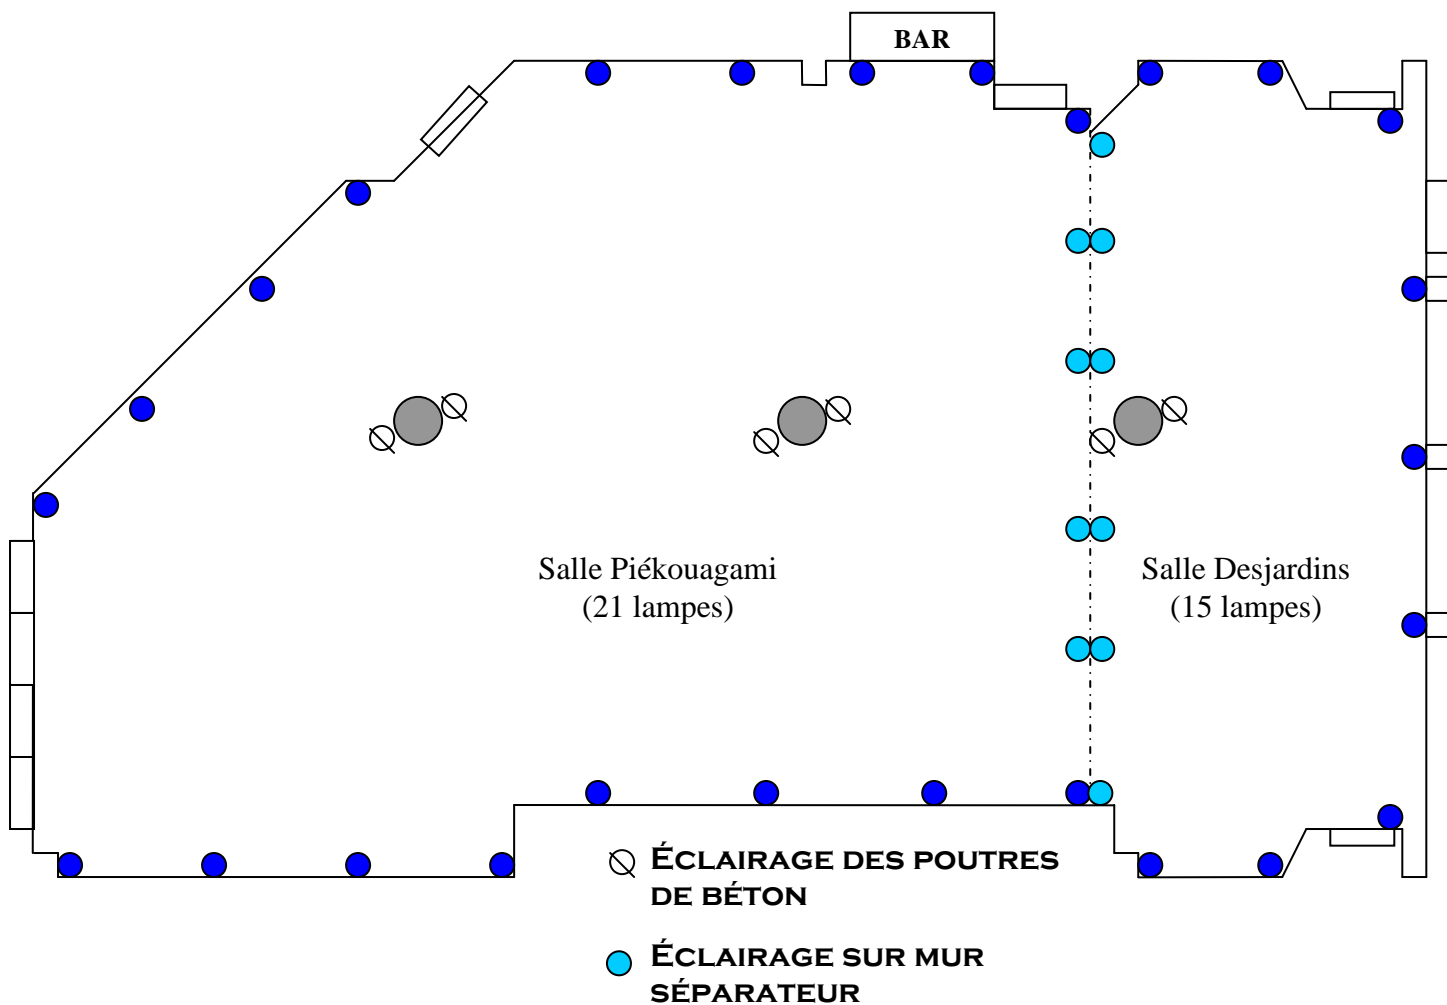 BAR
Salle Piékouagami
(21 lampes)
Salle Desjardins
(15 lampes)
ÉCLAIRAGE DES POUTRES
DE BÉTON
ÉCLAIRAGE SUR MUR
SÉPARATEUR